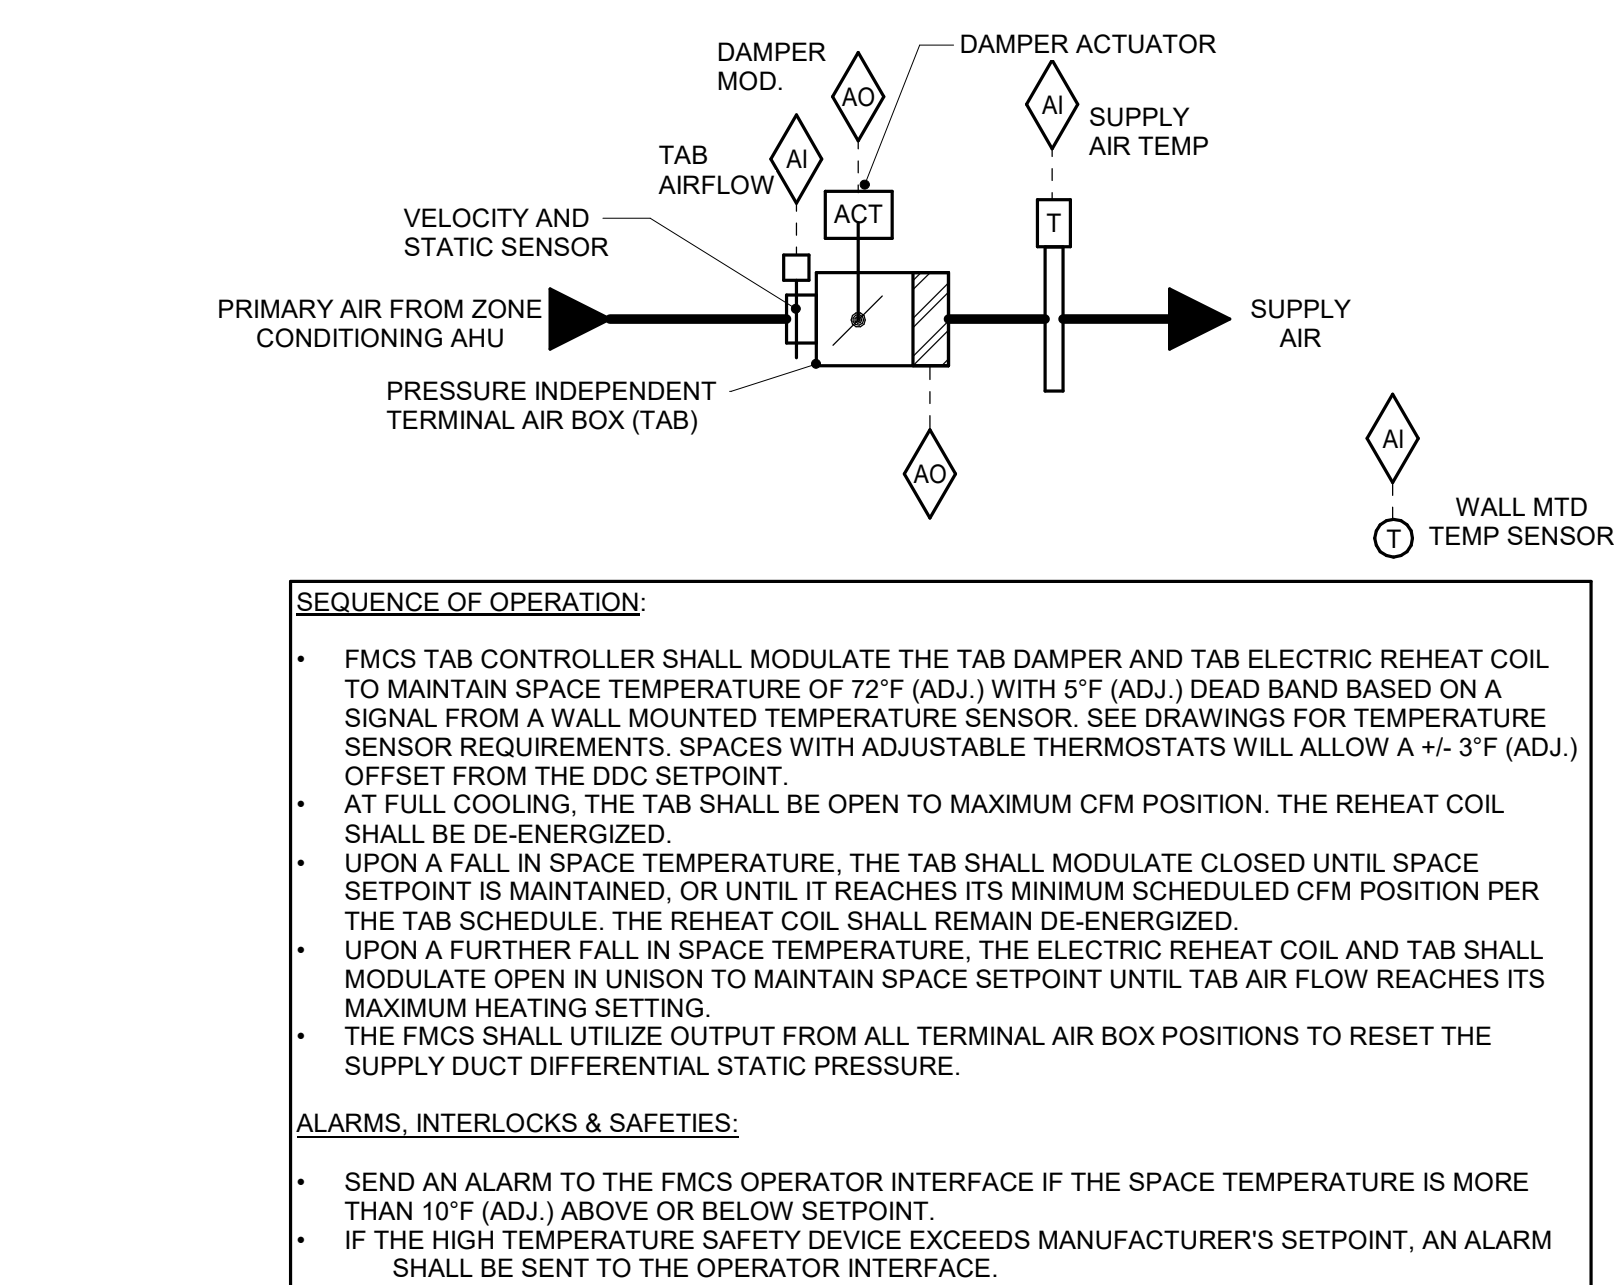 DAMPER
MOD.
AO
DAMPER ACTUATOR
AI
SUPPLY
AIR TEMP
TAB
AIRFLOW
AI
VELOCITY AND
STATIC SENSOR
ACT
T
PRIMARY AIR FROM ZONE
CONDITIONING AHU
SUPPLY
AIR
PRESSURE INDEPENDENT
TERMINAL AIR BOX (TAB)
AO
AI
WALL MTD
TEMP SENSOR
T
SEQUENCE OF OPERATION:
• FMCS TAB CONTROLLER SHALL MODULATE THE TAB DAMPER AND TAB ELECTRIC REHEAT COIL
TO MAINTAIN SPACE TEMPERATURE OF 72°F (ADJ.) WITH 5°F (ADJ.) DEAD BAND BASED ON A
SIGNAL FROM A WALL MOUNTED TEMPERATURE SENSOR. SEE DRAWINGS FOR TEMPERATURE
SENSOR REQUIREMENTS. SPACES WITH ADJUSTABLE THERMOSTATS WILL ALLOW A +/- 3°F (ADJ.)
OFFSET FROM THE DDC SETPOINT.
• AT FULL COOLING, THE TAB SHALL BE OPEN TO MAXIMUM CFM POSITION. THE REHEAT COIL
SHALL BE DE-ENERGIZED.
• UPON A FALL IN SPACE TEMPERATURE, THE TAB SHALL MODULATE CLOSED UNTIL SPACE
SETPOINT IS MAINTAINED, OR UNTIL IT REACHES ITS MINIMUM SCHEDULED CFM POSITION PER
THE TAB SCHEDULE. THE REHEAT COIL SHALL REMAIN DE-ENERGIZED.
• UPON A FURTHER FALL IN SPACE TEMPERATURE, THE ELECTRIC REHEAT COIL AND TAB SHALL
MODULATE OPEN IN UNISON TO MAINTAIN SPACE SETPOINT UNTIL TAB AIR FLOW REACHES ITS
MAXIMUM HEATING SETTING.
• THE FMCS SHALL UTILIZE OUTPUT FROM ALL TERMINAL AIR BOX POSITIONS TO RESET THE
SUPPLY DUCT DIFFERENTIAL STATIC PRESSURE.
ALARMS, INTERLOCKS & SAFETIES:
• SEND AN ALARM TO THE FMCS OPERATOR INTERFACE IF THE SPACE TEMPERATURE IS MORE
THAN 10°F (ADJ.) ABOVE OR BELOW SETPOINT.
• IF THE HIGH TEMPERATURE SAFETY DEVICE EXCEEDS MANUFACTURER'S SETPOINT, AN ALARM
SHALL BE SENT TO THE OPERATOR INTERFACE.